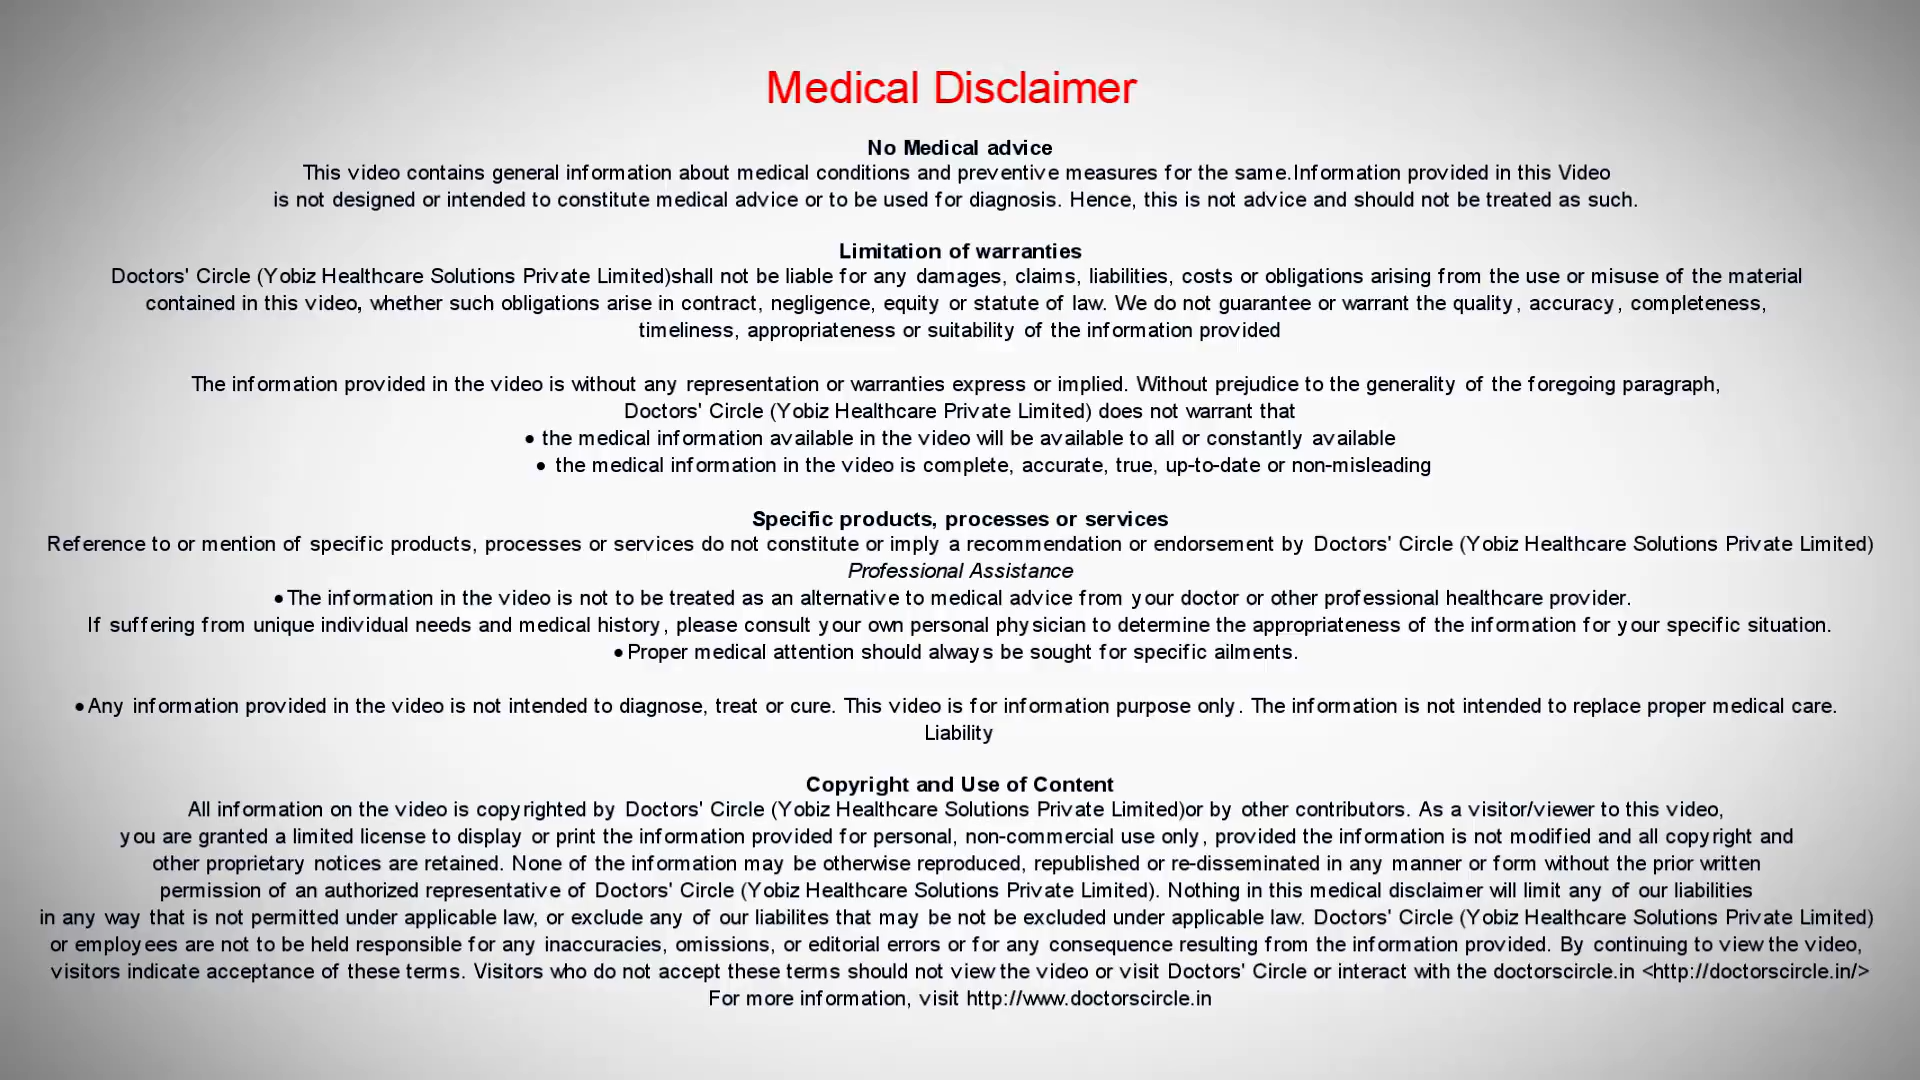 Medical Disclaimer
No Medical advice
This video contains general information about medical conditions and preventive measures for the same.Information provided in this Video
is not designed or intended to constitute medical advice or to be used for diagnosis. Hence, this is not advice and should not be treated as such.
Limitation of warranties
Doctors' Circle (Yobiz Healthcare Solutions Private Limited)shall not be liable for any damages, claims, liabilities, costs or obligations arising from the use or misuse of the material
contained in this video, whether such obligations arise in contract, negligence, equity or statute of law. We do not guarantee or warrant the quality, accuracy, completeness,
timeliness, appropriateness or suitability of the information provided
The information provided in the video is without any representation or warranties express or implied. Without prejudice to the generality of the foregoing paragraph,
Doctors' Circle (Yobiz Healthcare Private Limited) does not warrant that
• the medical information available in the video will be available to all or constantly available
• the medical information in the video is complete, accurate, true, up-to-date or non-misleading
Specific products, processes or services
Reference to or mention of specific products, processes or services do not constitute or imply a recommendation or endorsement by Doctors' Circle (Yobiz Healthcare Solutions Private Limited)
Professional Assistance
•The information in the video is not to be treated as an alternative to medical advice from your doctor or other professional healthcare provider.
If suffering from unique individual needs and medical history, please consult your own personal physician to determine the appropriateness of the information for your specific situation.
•Proper medical attention should always be sought for specific ailments.
•Any information provided in the video is not intended to diagnose, treat or cure. This video is for information purpose only. The information is not intended to replace proper medical care.
Liability
Copyright and Use of Content
All information on the video is copyrighted by Doctors' Circle (Yobiz Healthcare Solutions Private Limited)or by other contributors. As a visitor/viewer to this video,
you are granted a limited license to display or print the information provided for personal, non-commercial use only, provided the information is not modified and all copyright and
other proprietary notices are retained. None of the information may be otherwise reproduced, republished or re-disseminated in any manner or form without the prior written
permission of an authorized representative of Doctors' Circle (Yobiz Healthcare Solutions Private Limited). Nothing in this medical disclaimer will limit any of our liabilities
in any way that is not permitted under applicable law, or exclude any of our liabilites that may be not be excluded under applicable law. Doctors' Circle (Yobiz Healthcare Solutions Private Limited)
or employees are not to be held responsible for any inaccuracies, omissions, or editorial errors or for any consequence resulting from the information provided. By continuing to view the video,
visitors indicate acceptance of these terms. Visitors who do not accept these terms should not view the video or visit Doctors' Circle or interact with the doctorscircle.in <http://doctorscircle.in/>
For more information, visit http://www.doctorscircle.in